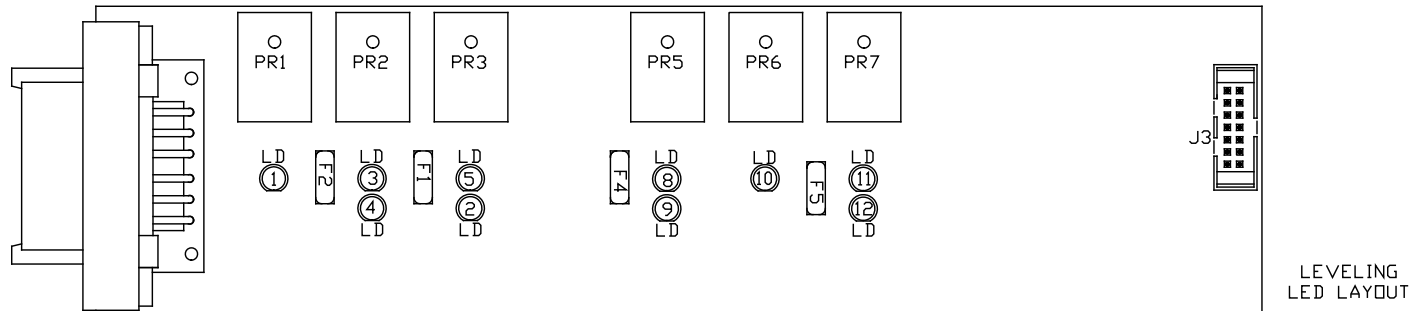 PR1 PR2 PR3 PR5 PR6 PR7
J3
LD LD LD LD LD LD
1 F2 3 F1 5 F4 8 10 F5 11
4 2 9 12
LD LD LD LD
LEVELING
LED LAYOUT